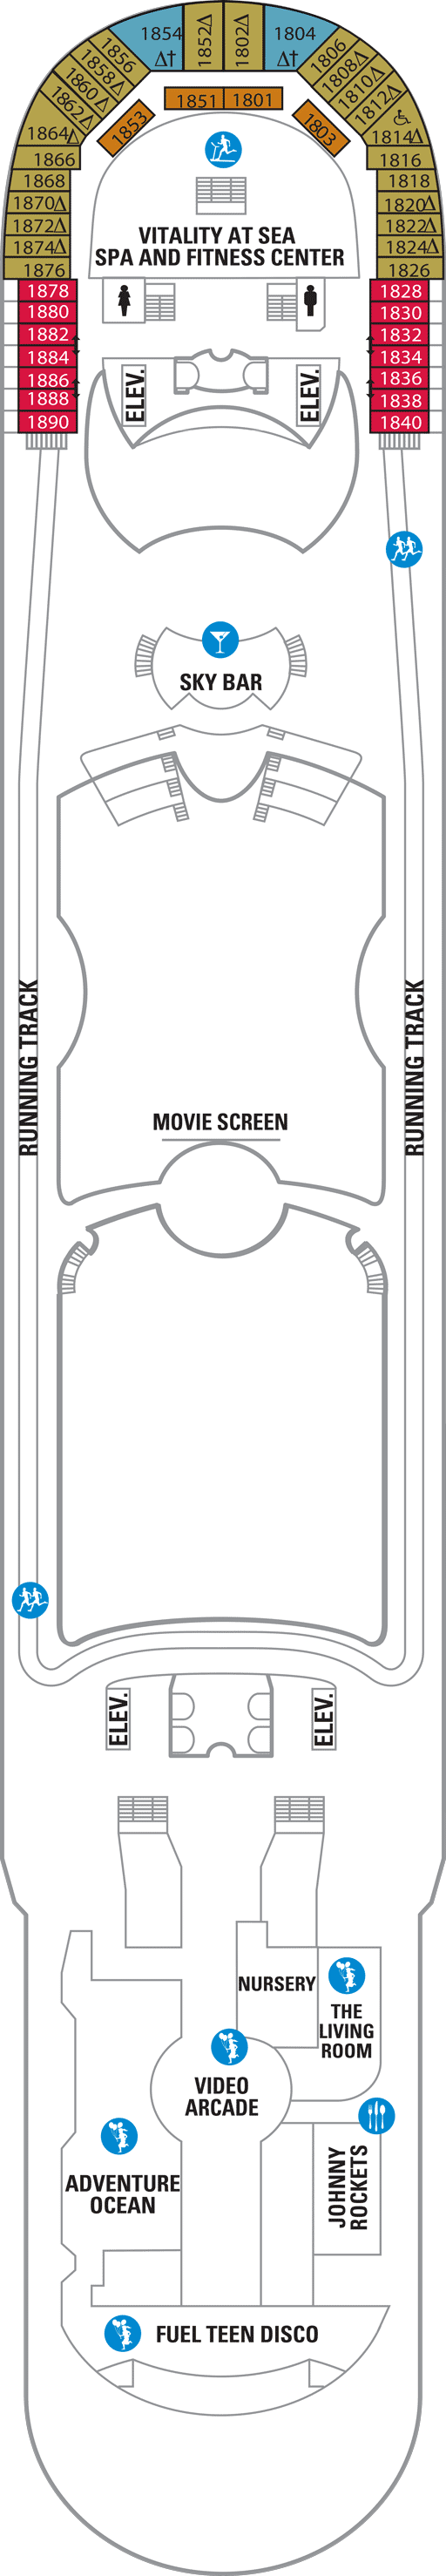 1854
Δ†
1852Δ
1802Δ
1804
Δ†
1856
1858Δ
1860Δ
1862Δ
1864Δ
1866
1868
1870Δ
1872Δ
1874Δ
1876
1806
1808Δ
1810Δ
1812Δ
1814Δ
1816
1818
1820Δ
1822Δ
1824Δ
1826
1853
1851
1801
1803
VITALITY AT SEA
SPA AND FITNESS CENTER
1878
1880
1882
1884
1886
1888
1890
1828
1830
1832
1834
1836
1838
1840
ELEV.
ELEV.
SKY BAR
RUNNING TRACK
RUNNING TRACK
MOVIE SCREEN
ELEV.
ELEV.
NURSERY
THE
LIVING
ROOM
VIDEO
ARCADE
ADVENTURE
OCEAN
JOHNNY
ROCKETS
FUEL TEEN DISCO